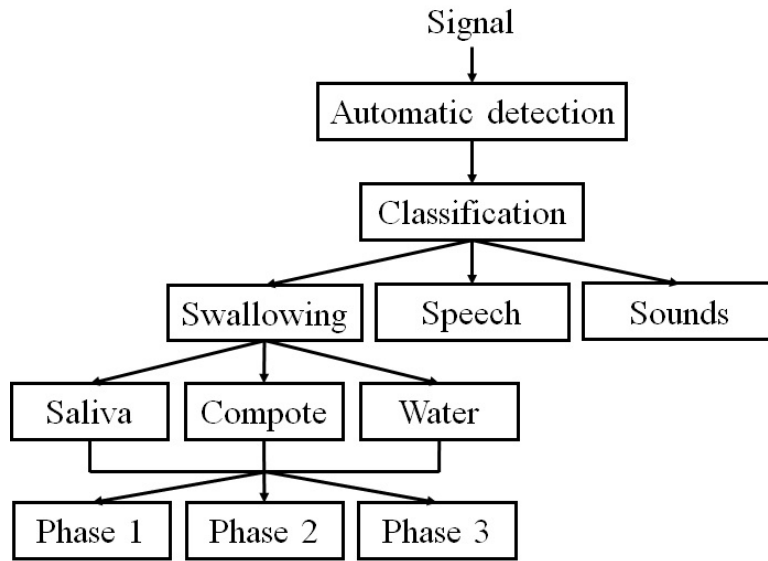 Signal
Automatic detection
Classification
Swallowing
Speech
Sounds
Saliva
Compote
Water
Phase 1
Phase 2
Phase 3